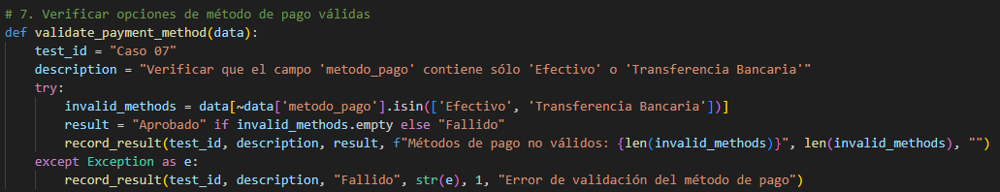 # 7. Verificar opciones de método de pago válidas
def validate_payment_method(data):
    test_id = "Caso 07"
    description = "Verificar que el campo 'metodo_pago' contiene sólo 'Efectivo' o 'Transferencia Bancaria'"
    try:
        invalid_methods = data[~data['metodo_pago'].isin(['Efectivo', 'Transferencia Bancaria'])]
        result = "Aprobado" if invalid_methods.empty else "Fallido"
        record_result(test_id, description, result, f"Métodos de pago no válidos: {len(invalid_methods)}", len(invalid_methods), "")
    except Exception as e:
        record_result(test_id, description, "Fallido", str(e), 1, "Error de validación del método de pago")